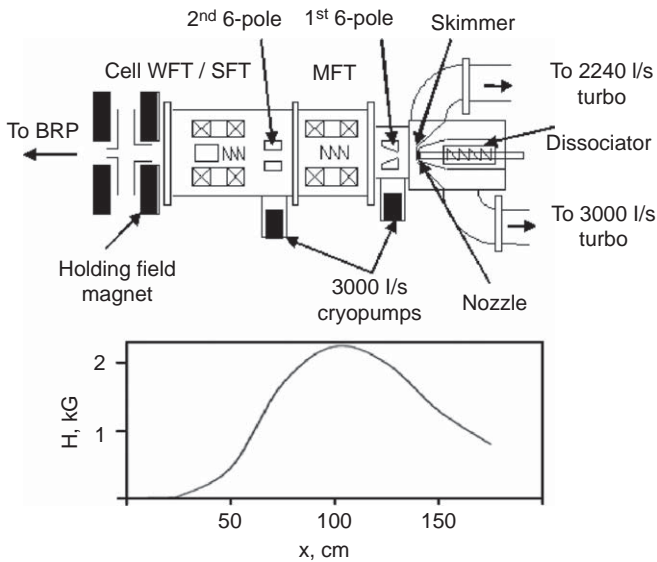 2nd 6-pole
1st 6-pole
Skimmer
Cell WFT / SFT
MFT
To 2240 l/s
turbo
To BRP
Dissociator
To 3000 l/s
turbo
Holding field
magnet
3000 l/s
cryopumps
Nozzle
H, kG
2
1
50
100
150
x, cm